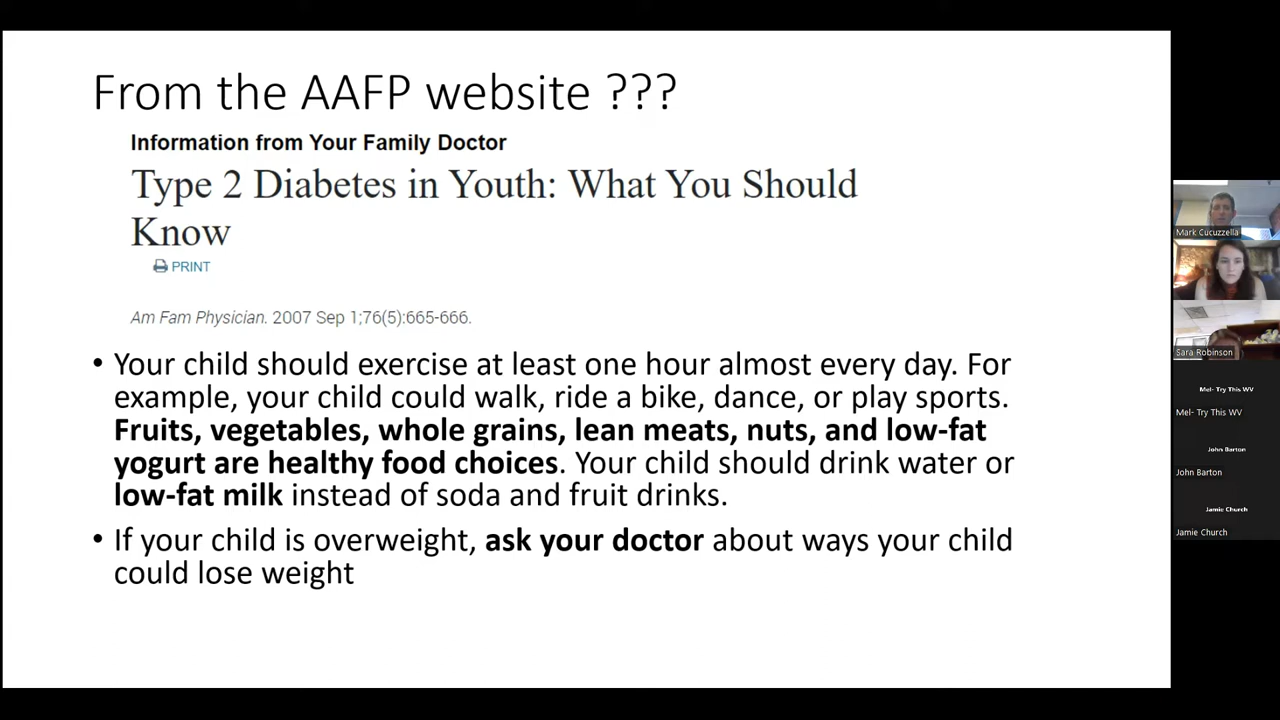 From the AAFP website ???
Information from Your Family Doctor
Type 2 Diabetes in Youth: What You Should
Know
PRINT
Am Fam Physician. 2007 Sep 1;76(5):665-666.
• Your child should exercise at least one hour almost every day. For
example, your child could walk, ride a bike, dance, or play sports.
Fruits, vegetables, whole grains, lean meats, nuts, and low-fat
yogurt are healthy food choices. Your child should drink water or
low-fat milk instead of soda and fruit drinks.
• If your child is overweight, ask your doctor about ways your child
could lose weight
Mark Cucuzzella
Sara Robinson
Mel- Try This WV
Mel- Try This WV
John Barton
John Barton
Jamie Church
Jamie Church